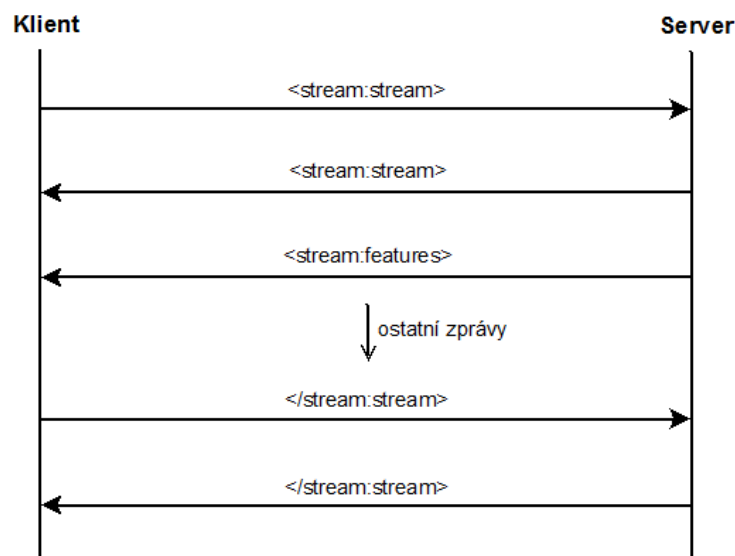 Klient
Server
<stream:stream>
<stream:stream>
<stream:features>
ostatní zprávy
</stream:stream>
</stream:stream>